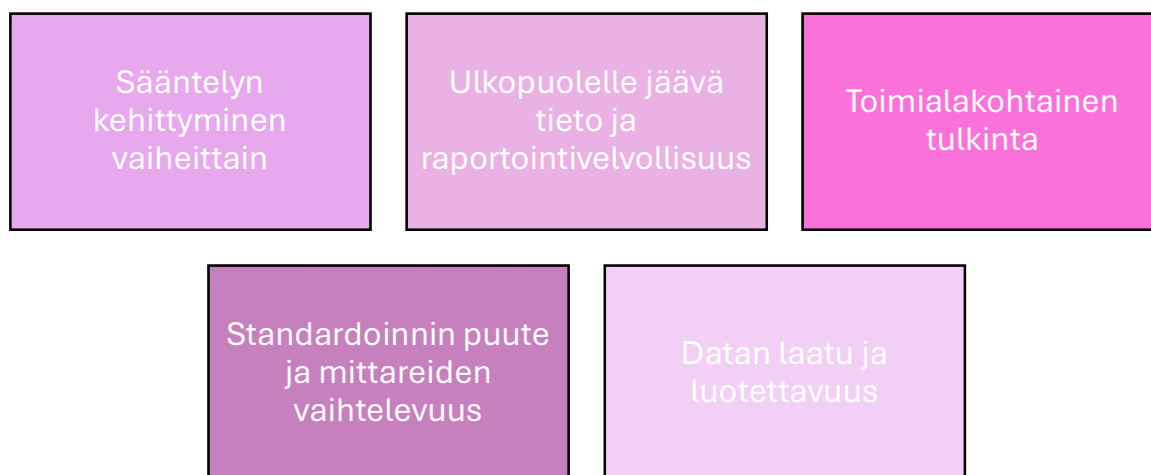 Sääntelyn
kehittyminen
vaiheittain
Ulkopuolelle jäävä
tieto ja
raportointivelvollisuus
Toimialakohtainen
tulkinta
Standardoinnin puute
ja mittareiden
vaihtelevuus
Datan laatu ja
luotettavuus